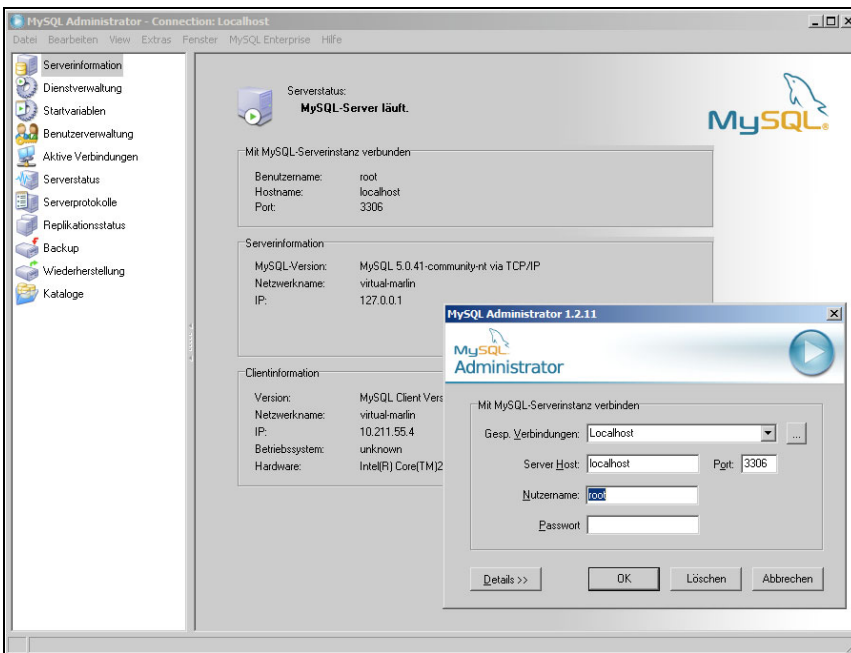 MySQL Administrator - Connection: Localhost
Datei Bearbeiten View Extras Fenster MySQL Enterprise Hilfe
Serverinformation
Dienstverwaltung
Startvariablen
Benutzerverwaltung
Aktive Verbindungen
Serverstatus
Serverprotokolle
Replikationsstatus
Backup
Wiederherstellung
Kataloge
Serverstatus:
MySQL-Server läuft.
MySQL®
Mit MySQL-Serverinstanz verbunden
Benutzername: root
Hostname: localhost
Port: 3306
Serverinformation
MySQL-Version: MySQL 5.0.41-community-nt via TCP/IP
Netzwerkname: virtual-marlin
IP: 127.0.0.1
Clientinformation
Version: MySQL Client Vers
Netzwerkname: virtual-marlin
IP: 10.211.55.4
Betriebssystem: unknown
Hardware: Intel(R) Core(TM)2
MySQL Administrator 1.2.11
MySQL
Administrator
Mit MySQL-Serverinstanz verbinden
Gesp. Verbindungen: Localhost ...
Server Host: localhost Port: 3306
Nutzername: root
Passwort
Details >> OK Löschen Abbrechen